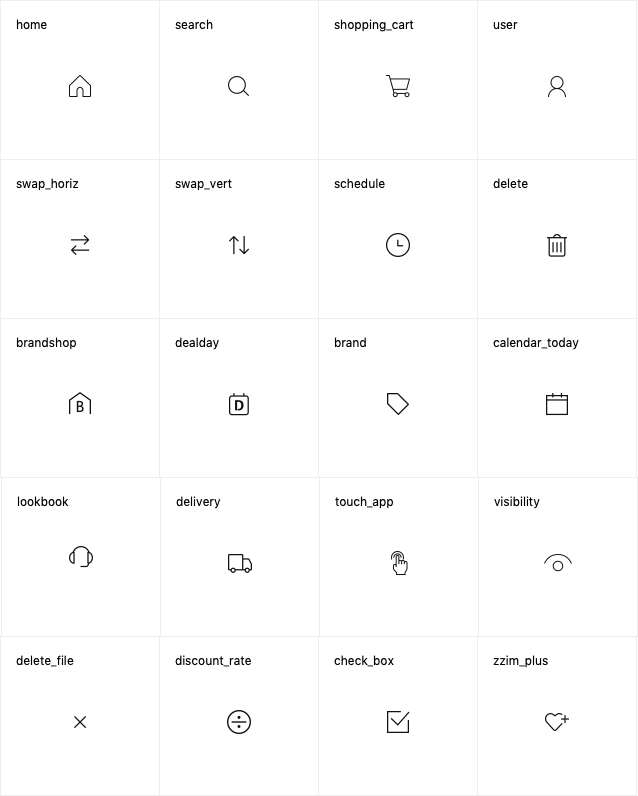 home search shopping_cart user
swap_horiz swap_vert schedule delete
brandshop dealday brand calendar_today
B D
lookbook delivery touch_app visibility
delete_file discount_rate check_box zzim_plus